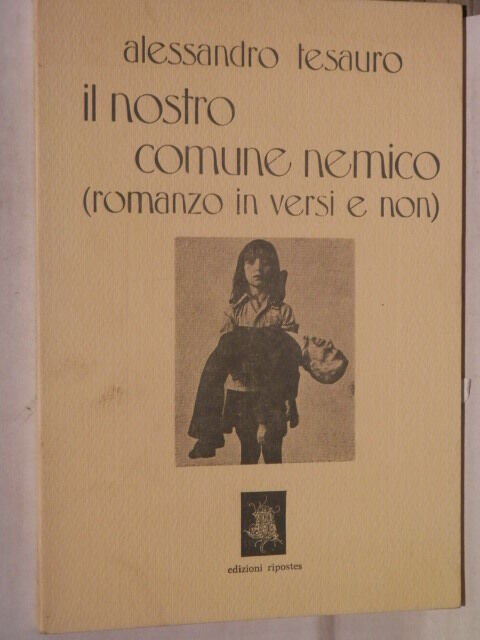 alessandro tesauro
il nostro
comune nemico
(romanzo in versi e non)
edizioni ripostes